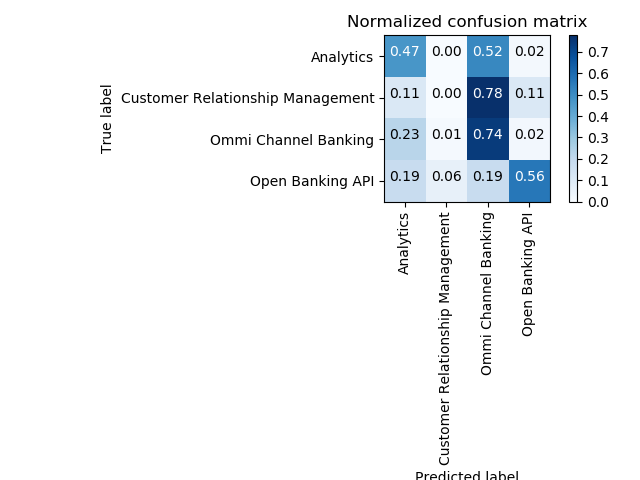 Normalized confusion matrix
True label
Analytics 0.47 0.00 0.52 0.02
Customer Relationship Management 0.11 0.00 0.78 0.11
Ommi Channel Banking 0.23 0.01 0.74 0.02
Open Banking API 0.19 0.06 0.19 0.56
Analytics
Customer Relationship Management
Ommi Channel Banking
Open Banking API
Predicted label
0.7
0.6
0.5
0.4
0.3
0.2
0.1
0.0